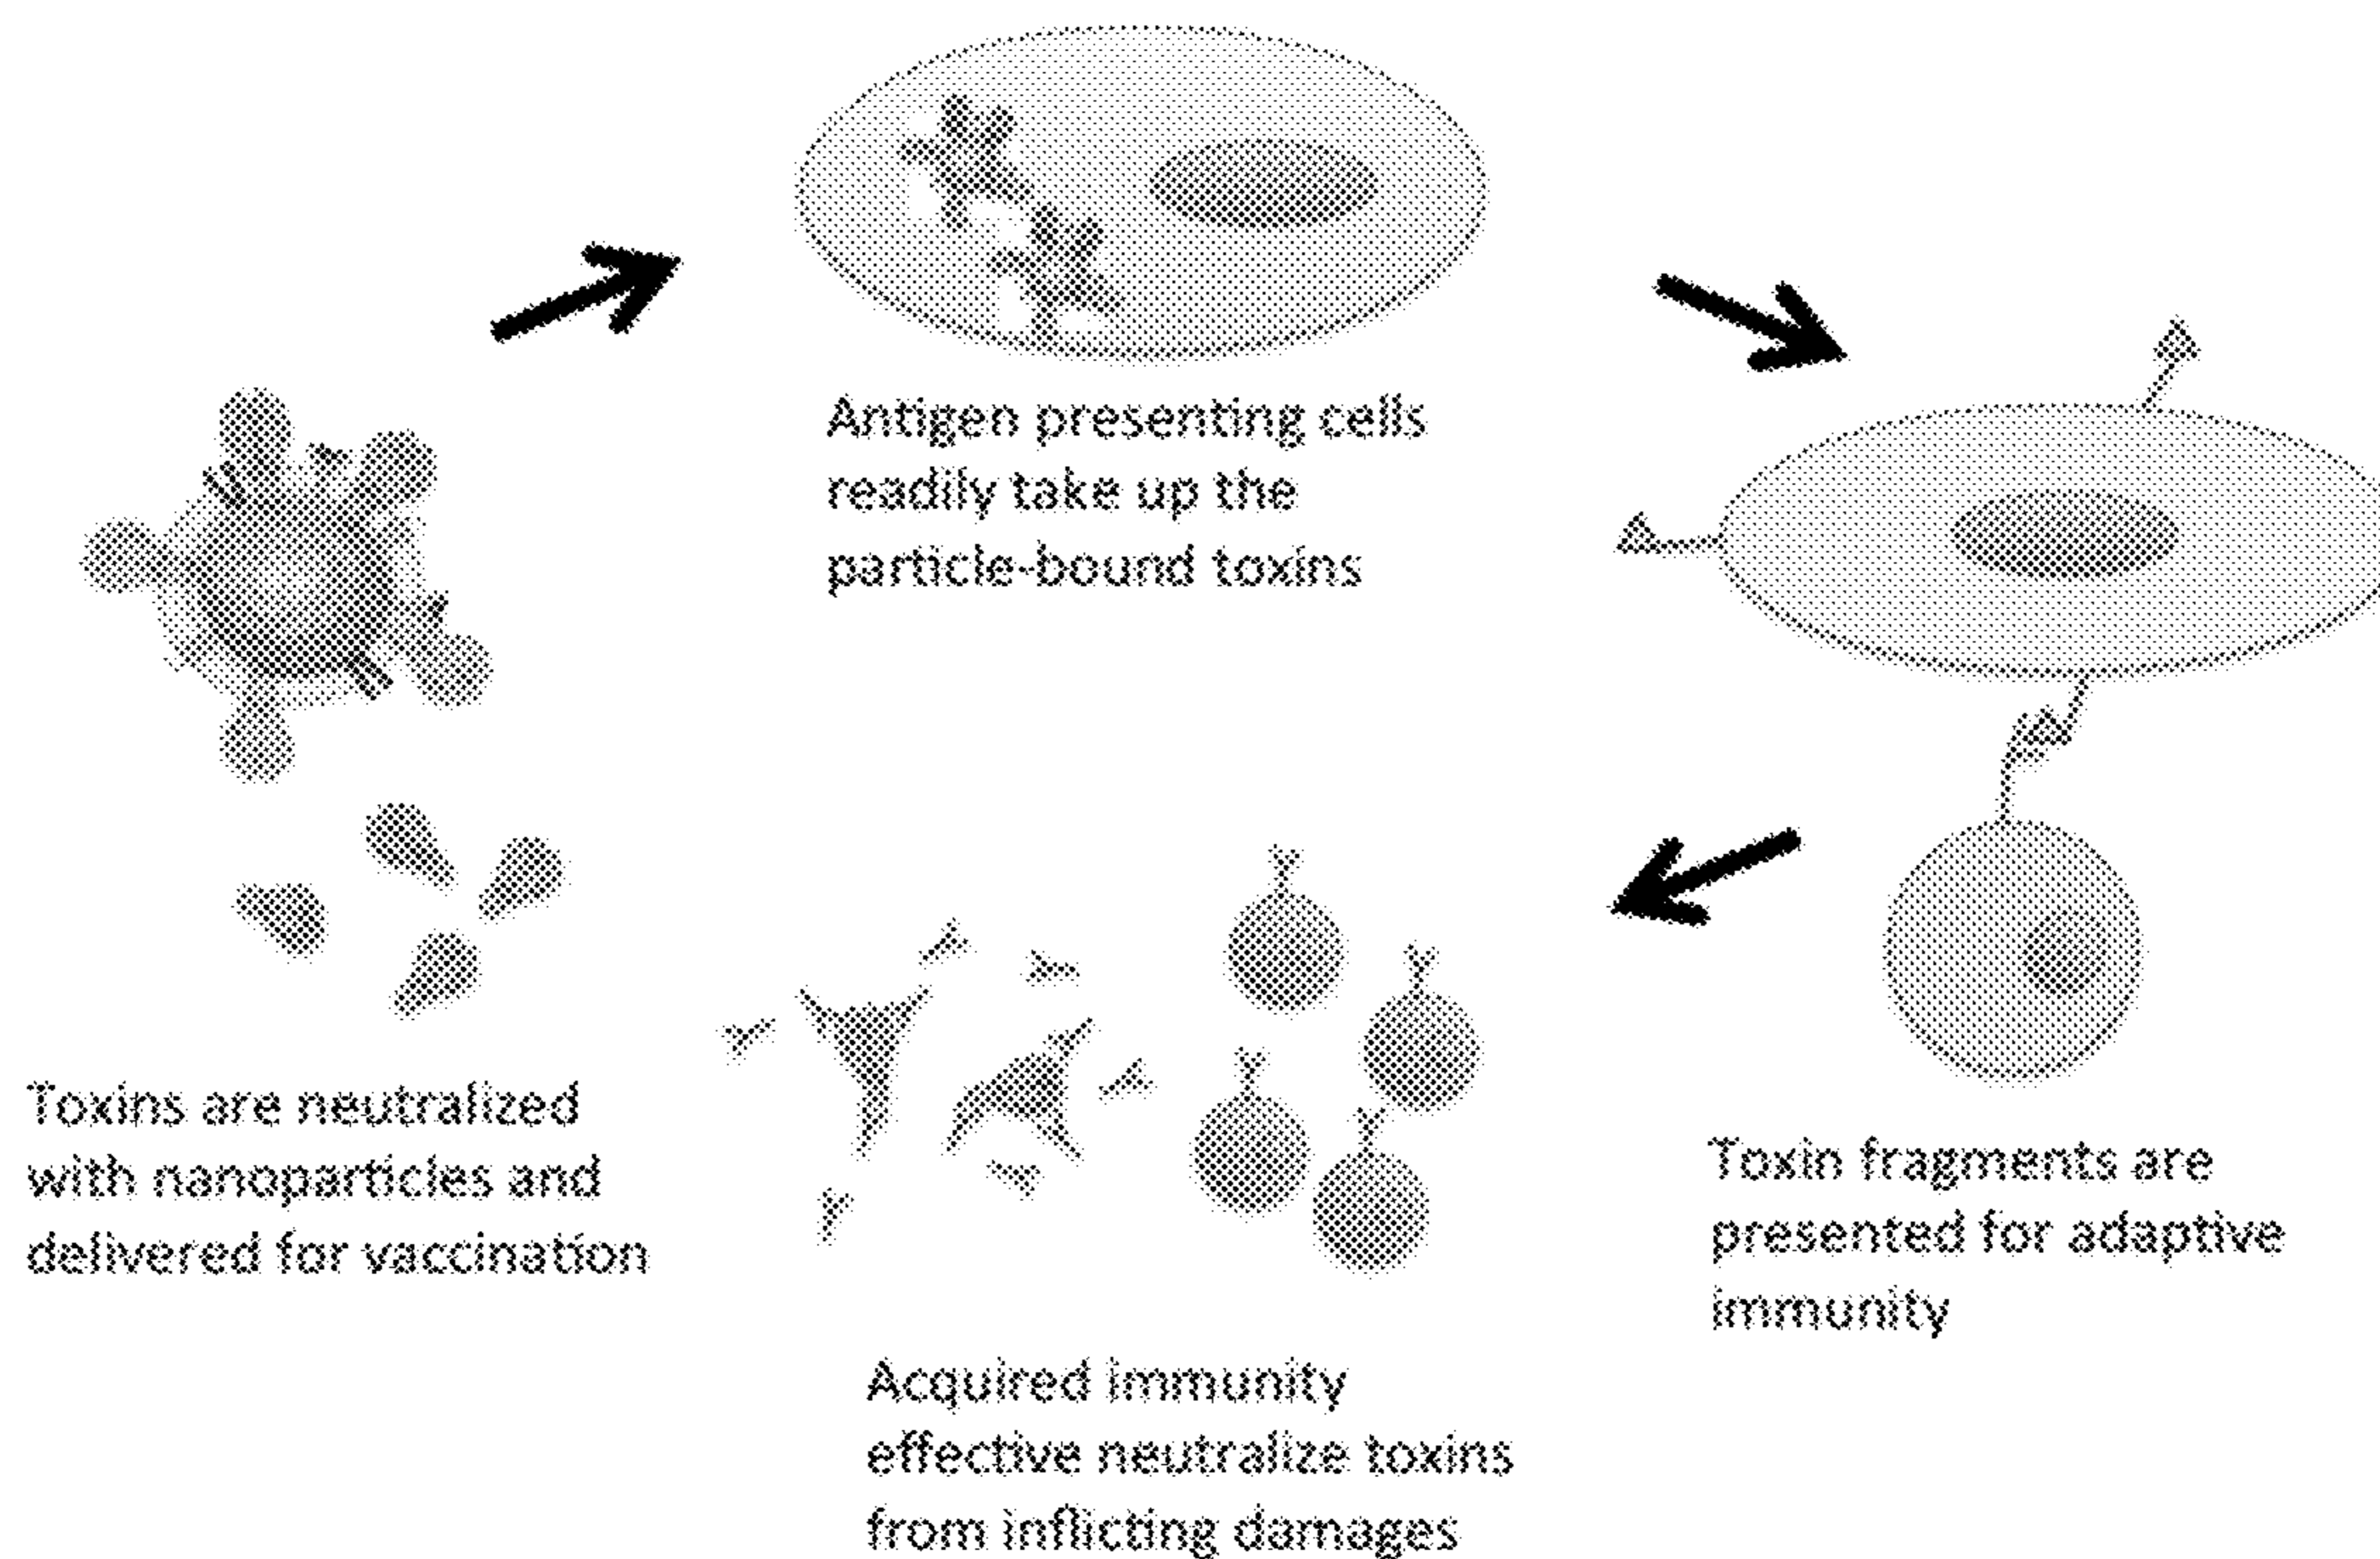 Antigen presenting cells
readily take up the
particle-bound toxins
Toxins are neutralized
with nanoparticles and
delivered for vaccination
Toxin fragments are
presented for adaptive
immunity
Acquired immunity
effective neutralize toxins
from inflicting damages